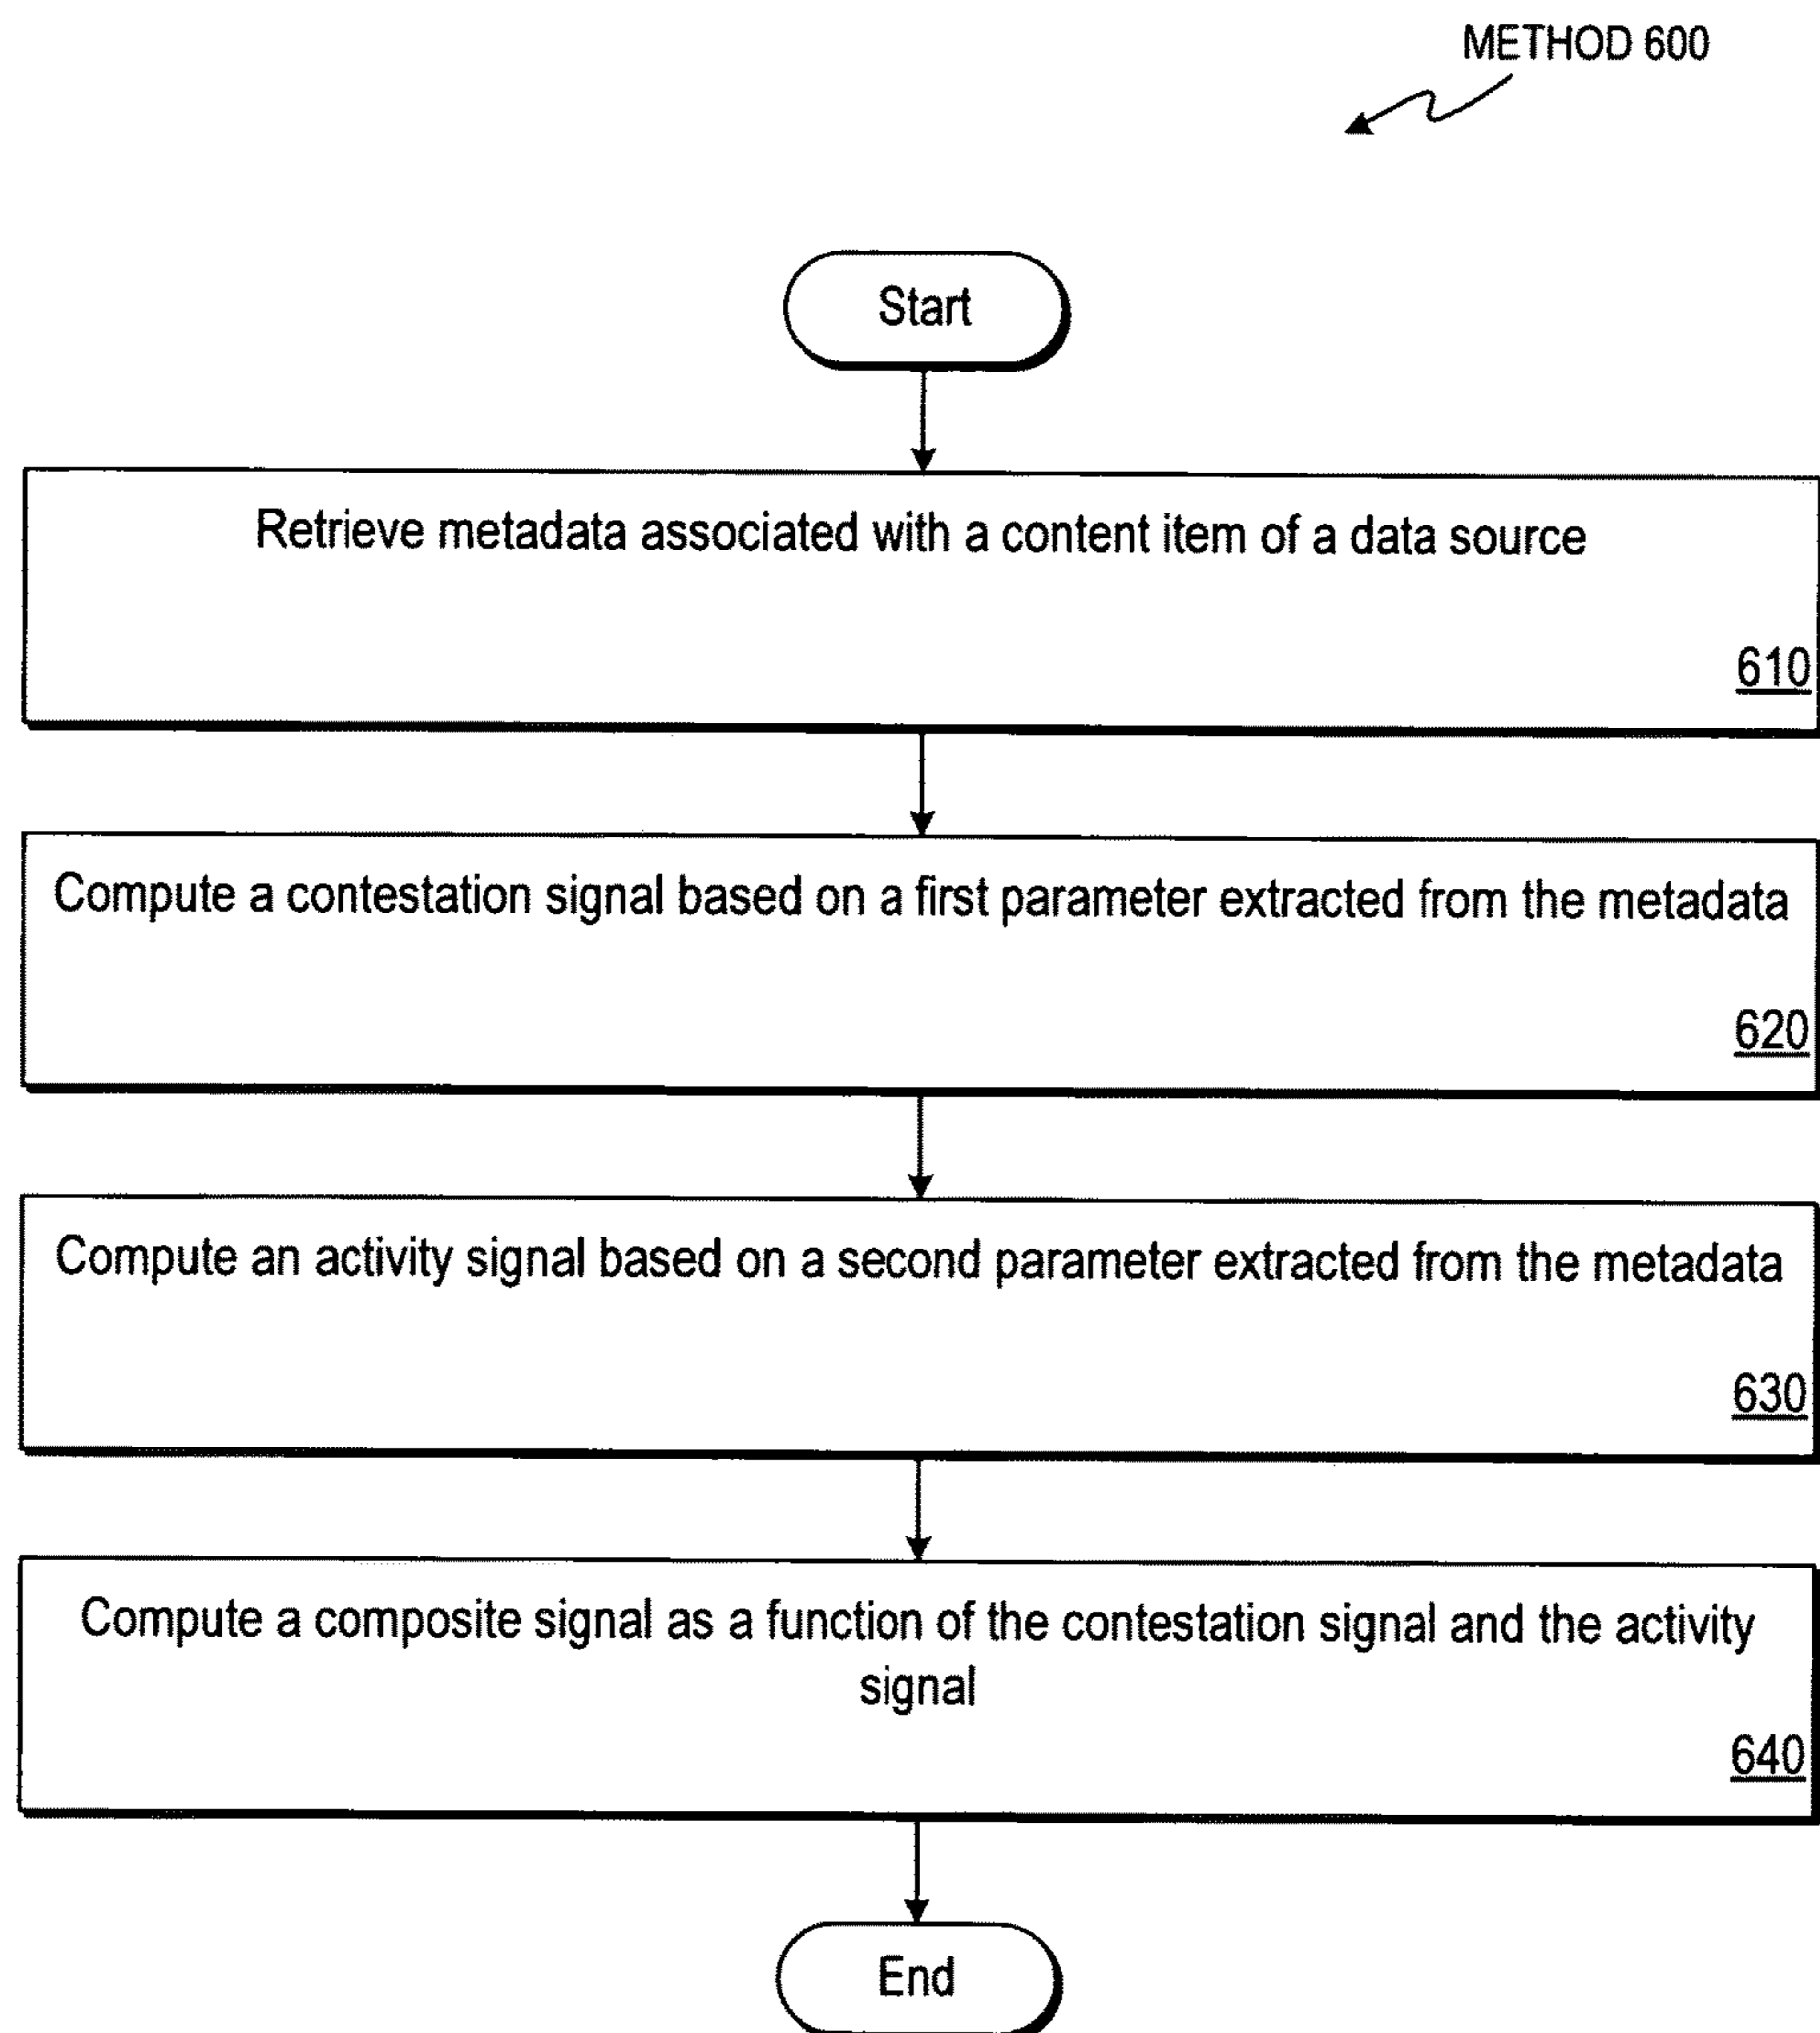 METHOD 600
Start
Retrieve metadata associated with a content item of a data source
610
Compute a contestation signal based on a first parameter extracted from the metadata
620
Compute an activity signal based on a second parameter extracted from the metadata
630
Compute a composite signal as a function of the contestation signal and the activity
signal
640
End